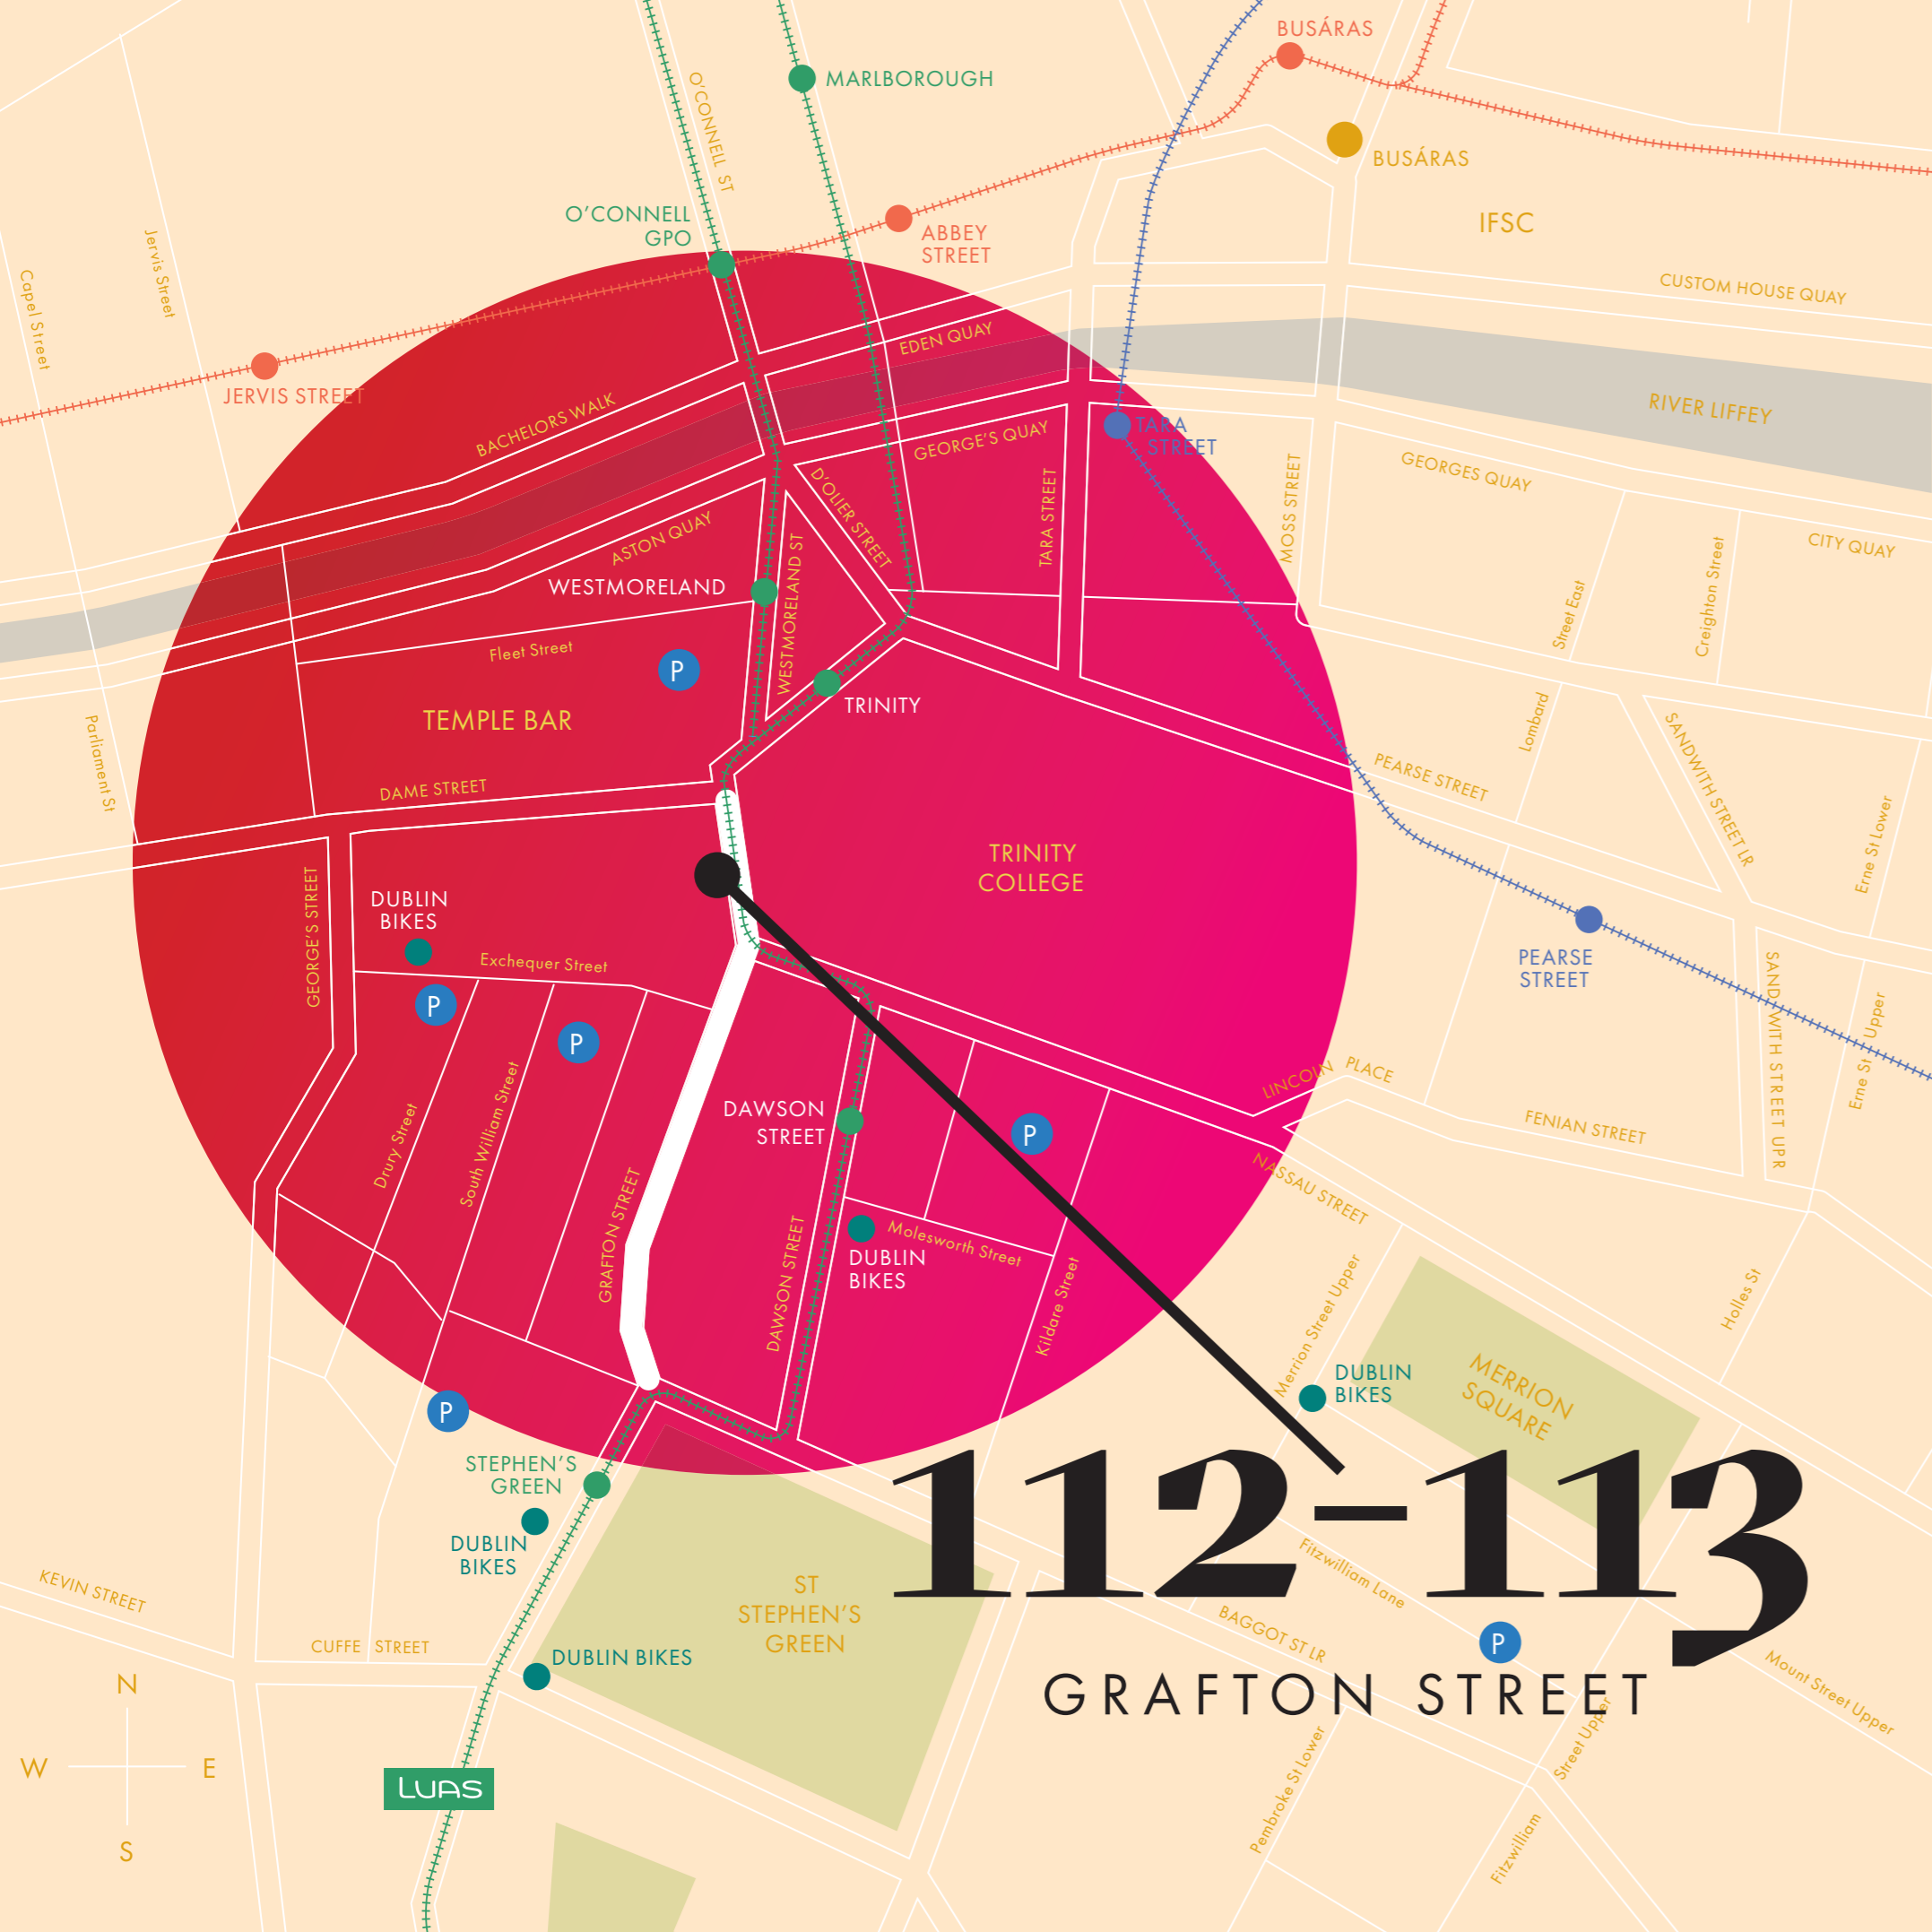 BUSÁRAS
MARLBOROUGH
O'CONNELL ST
BUSÁRAS
O'CONNELL
GPO
ABBEY
STREET
IFSC
Jervis Street
Capel Street
CUSTOM HOUSE QUAY
EDEN QUAY
JERVIS STREET
BACHELORS WALK
RIVER LIFFEY
TARA
STREET
GEORGE'S QUAY
GEORGES QUAY
D'OLIER STREET
TARA STREET
MOSS STREET
ASTON QUAY
CITY QUAY
WESTMORELAND
WESTMORELAND ST
Creighton Street
Street East
Fleet Street
P
TRINITY
TEMPLE BAR
Lombard
SANDWITH STREET LR
Parliament St
DAME STREET
PEARSE STREET
Erne St Lower
TRINITY
COLLEGE
GEORGE'S STREET
DUBLIN
BIKES
Exchequer Street
PEARSE
STREET
SANDWITH STREET UPR
P
P
Erne St Upper
LINCOLN PLACE
DAWSON
STREET
P
FENIAN STREET
Drury Street
South William Street
NASSAU STREET
GRAFTON STREET
DAWSON STREET
Molesworth Street
DUBLIN
BIKES
Kildare Street
Merrion Street Upper
Holles St
DUBLIN
BIKES
MERRION
SQUARE
P
STEPHEN'S
GREEN
DUBLIN
BIKES
112–113
Fitzwilliam Lane
KEVIN STREET
ST
STEPHEN'S
GREEN
BAGGOT ST LR
CUFFE STREET
DUBLIN BIKES
P
GRAFTON STREET
Mount Street Upper
N
W
E
S
Street Upper
Pembroke St Lower
LUAS
Fitzwilliam